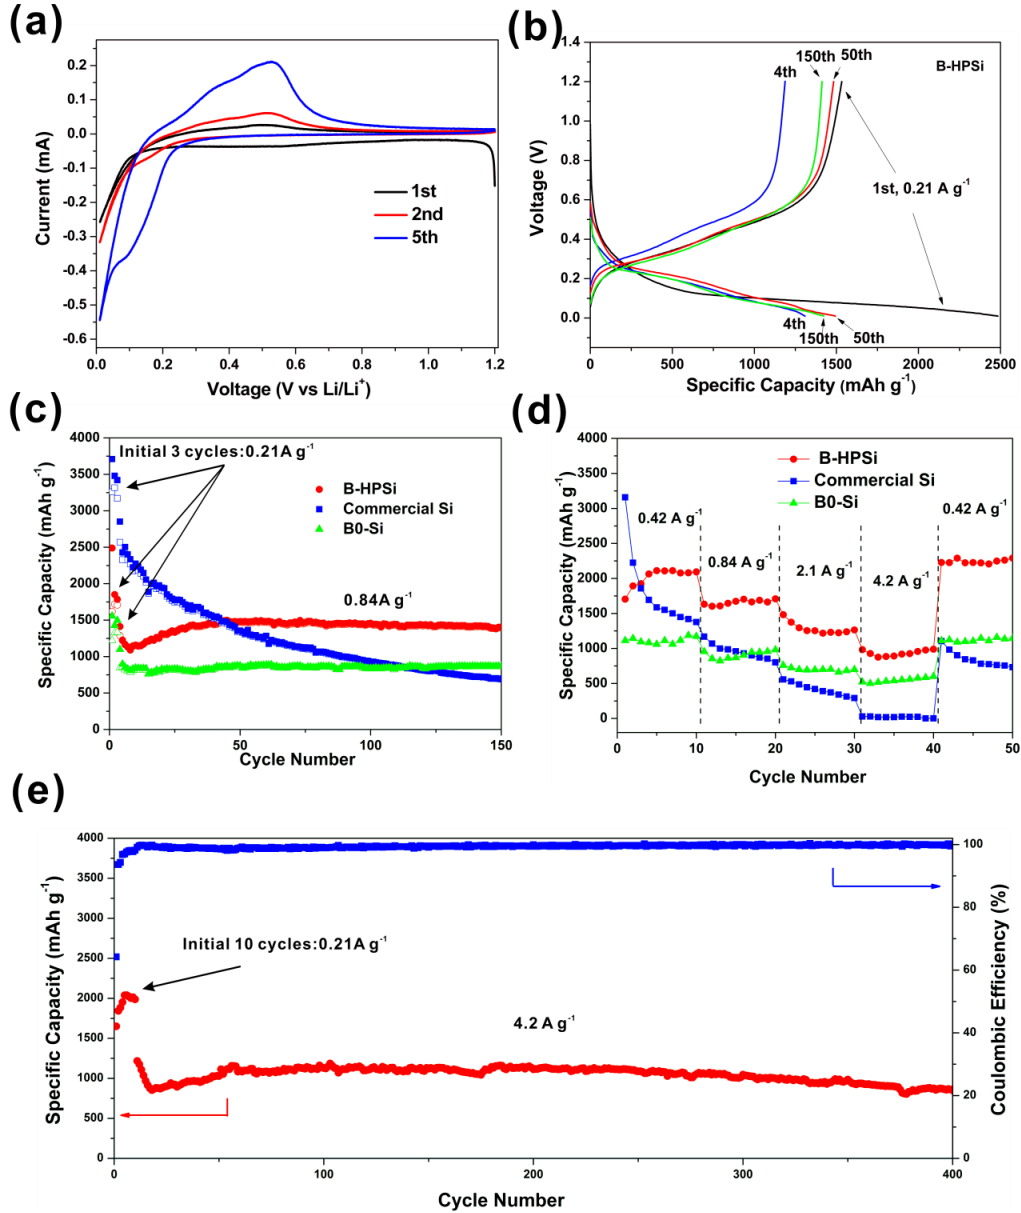 (a)
0.2
0.1
0.0
-0.1
-0.2
-0.3
-0.4
-0.5
-0.6
Current (mA)
1st
2nd
5th
0.0 0.2 0.4 0.6 0.8 1.0 1.2
Voltage (V vs Li/Li+)
(b)
1.4
1.2
1.0
0.8
0.6
0.4
0.2
0.0
Voltage (V)
4th
150th
50th
B-HPSi
1st, 0.21 A g-1
4th
150th
50th
0 500 1000 1500 2000 2500
Specific Capacity (mAh g-1)
(c)
4000
3500
3000
2500
2000
1500
1000
500
0
Specific Capacity (mAh g-1)
Initial 3 cycles:0.21A g-1
B-HPSi
Commercial Si
B0-Si
0.84A g-1
0 50 100 150
Cycle Number
(d)
4000
3500
3000
2500
2000
1500
1000
500
0
Specific Capacity (mAh g-1)
B-HPSi
Commercial Si
B0-Si
0.42 A g-1
0.84 A g-1
2.1 A g-1
4.2 A g-1
0.42 A g-1
0 10 20 30 40 50
Cycle Number
(e)
4000
3500
3000
2500
2000
1500
1000
500
0
Specific Capacity (mAh g-1)
Initial 10 cycles:0.21A g-1
4.2 A g-1
100
80
60
40
20
0
Coulombic Efficiency (%)
0 100 200 300 400
Cycle Number